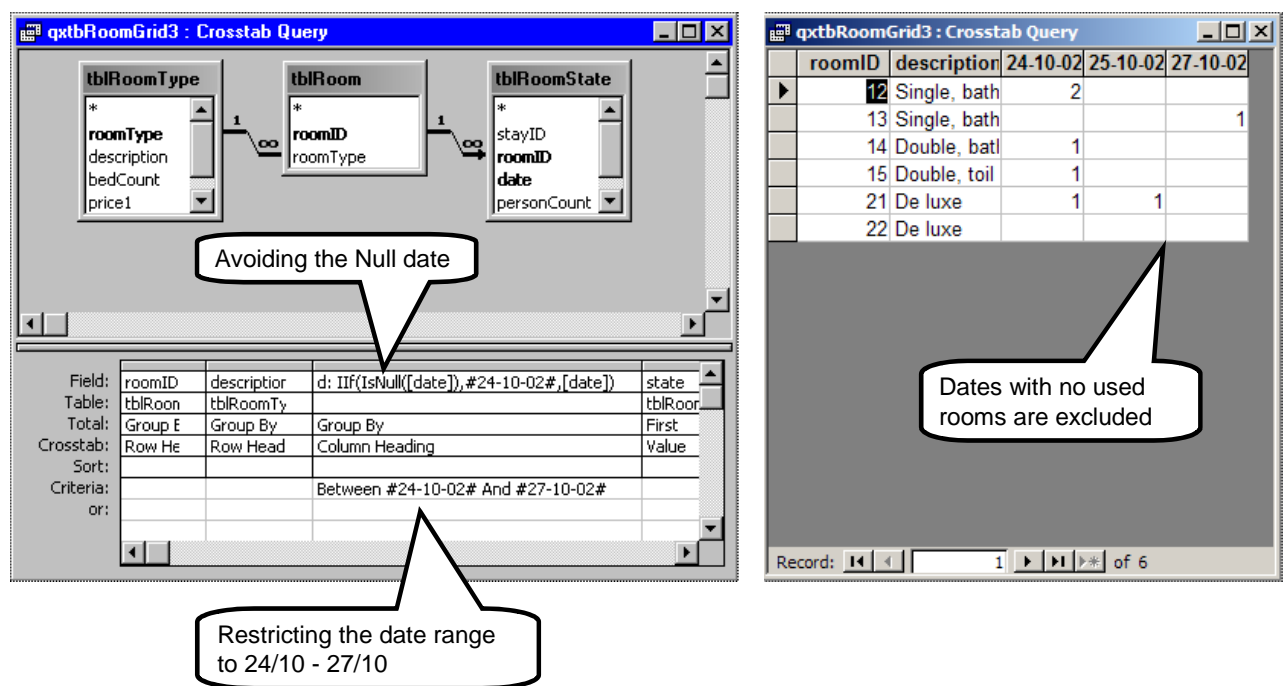 qxtbRoomGrid3 : Crosstab Query
tblRoomType
*
roomType
description
bedCount
price1
1
∞
tblRoom
*
roomID
roomType
1
∞
tblRoomState
*
stayID
roomID
date
personCount
Avoiding the Null date
Field: roomID descriptior d: IIf(IsNull([date]),#24-10-02#,[date]) state
Table: tblRoon tblRoomTy tblRoor
Total: Group E Group By Group By First
Crosstab: Row He Row Head Column Heading Value
Sort:
Criteria: Between #24-10-02# And #27-10-02#
or:
Restricting the date range
to 24/10 - 27/10
qxtbRoomGrid3 : Crosstab Query
roomID description 24-10-02 25-10-02 27-10-02
12 Single, bath 2
13 Single, bath 1
14 Double, batl 1
15 Double, toil 1
21 De luxe 1 1
22 De luxe
Dates with no used
rooms are excluded
Record: 1 of 6